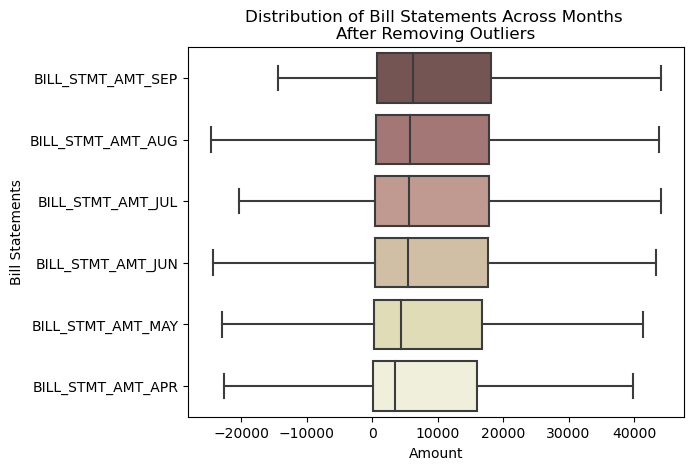 Distribution of Bill Statements Across Months
After Removing Outliers
Bill Statements
BILL_STMT_AMT_SEP
BILL_STMT_AMT_AUG
BILL_STMT_AMT_JUL
BILL_STMT_AMT_JUN
BILL_STMT_AMT_MAY
BILL_STMT_AMT_APR
−20000 −10000 0 10000 20000 30000 40000
Amount